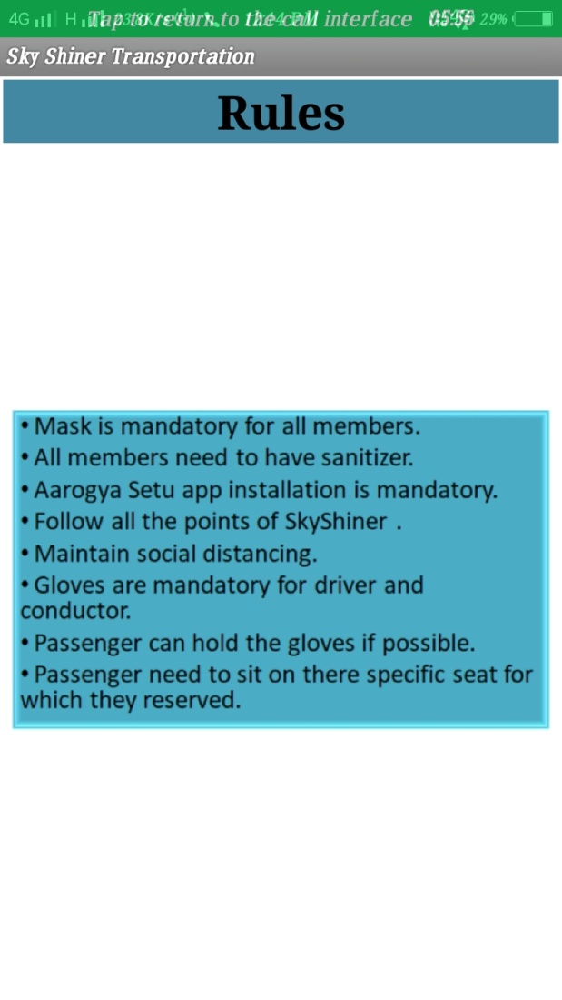 4G H Tap to return to the call interface 05:56 29%
Sky Shiner Transportation
Rules
• Mask is mandatory for all members.
• All members need to have sanitizer.
• Aarogya Setu app installation is mandatory.
• Follow all the points of SkyShiner .
• Maintain social distancing.
• Gloves are mandatory for driver and
conductor.
• Passenger can hold the gloves if possible.
• Passenger need to sit on there specific seat for
which they reserved.